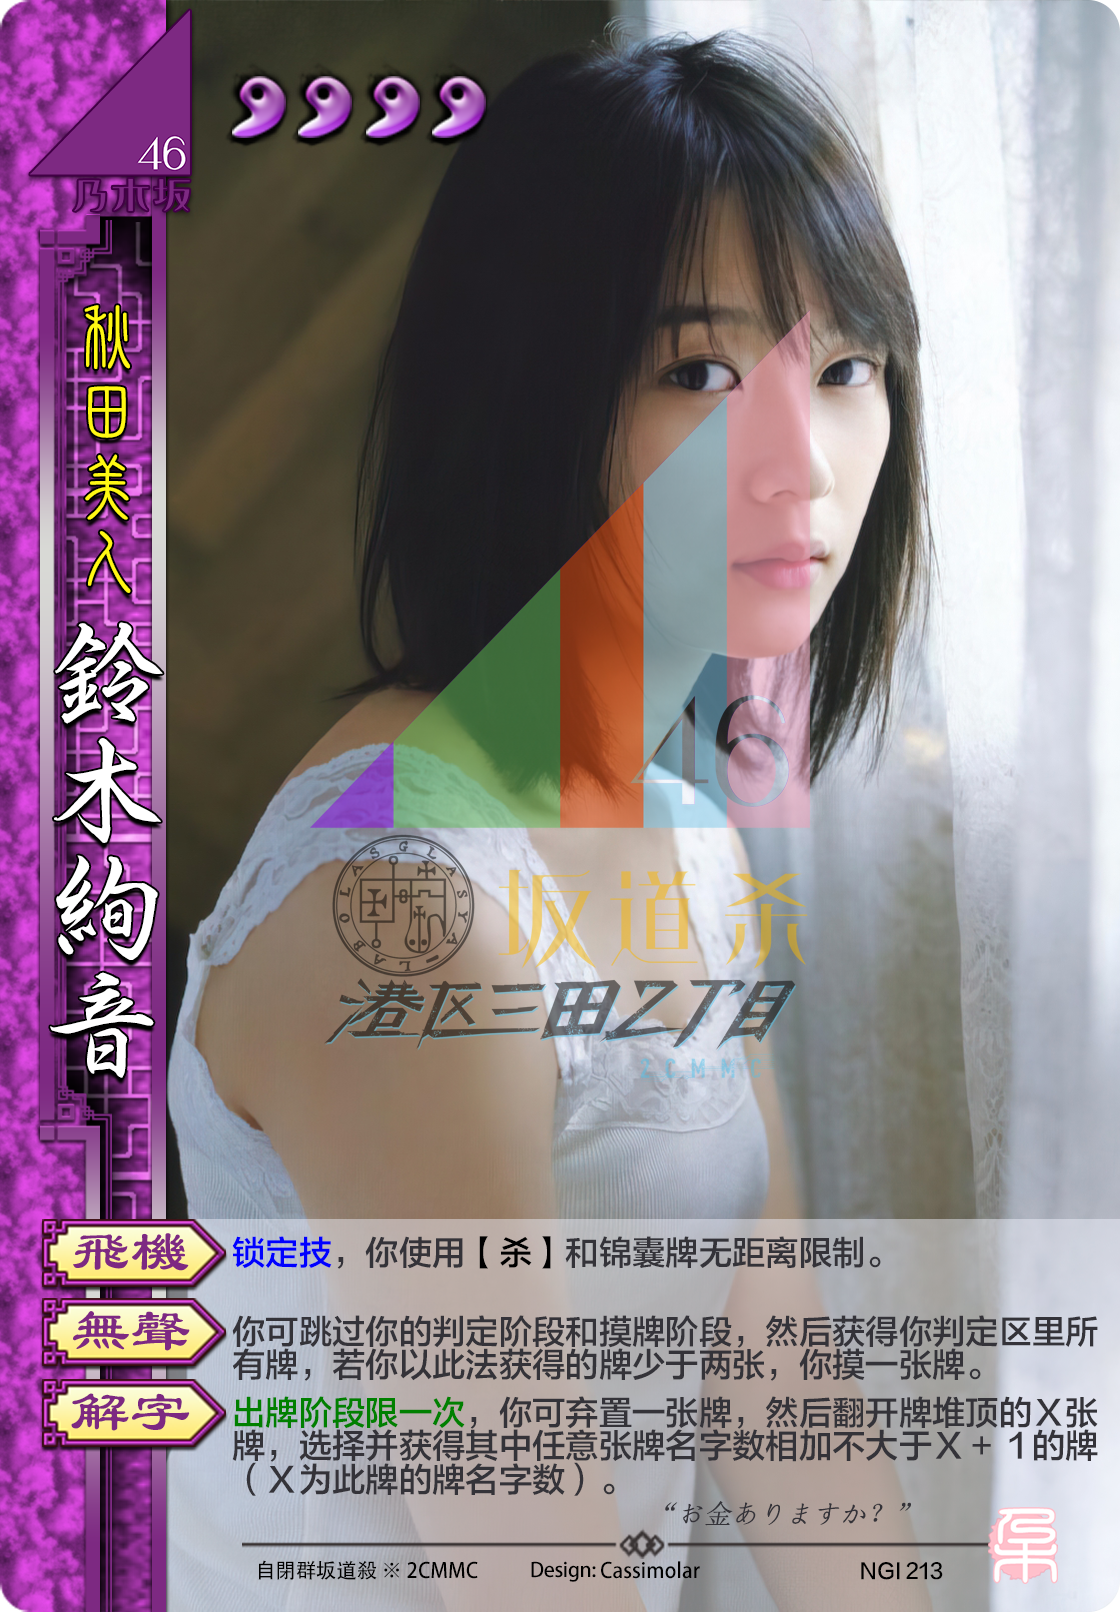 46
乃木坂
秋田美人
鈴木絢音
46
GLASYA-LABOLAS
坂道杀
港区三田乙丁目
2CMMC
飛機
锁定技，你使用【杀】和锦囊牌无距离限制。
無聲
你可跳过你的判定阶段和摸牌阶段，然后获得你判定区里所
有牌，若你以此法获得的牌少于两张，你摸一张牌。
解字
出牌阶段限一次，你可弃置一张牌，然后翻开牌堆顶的X张
牌，选择并获得其中任意张牌名字数相加不大于X＋１的牌
（X为此牌的牌名字数）。
“お金ありますか？”
自閉群坂道殺 ※ 2CMMC
Design: Cassimolar
NGI 213